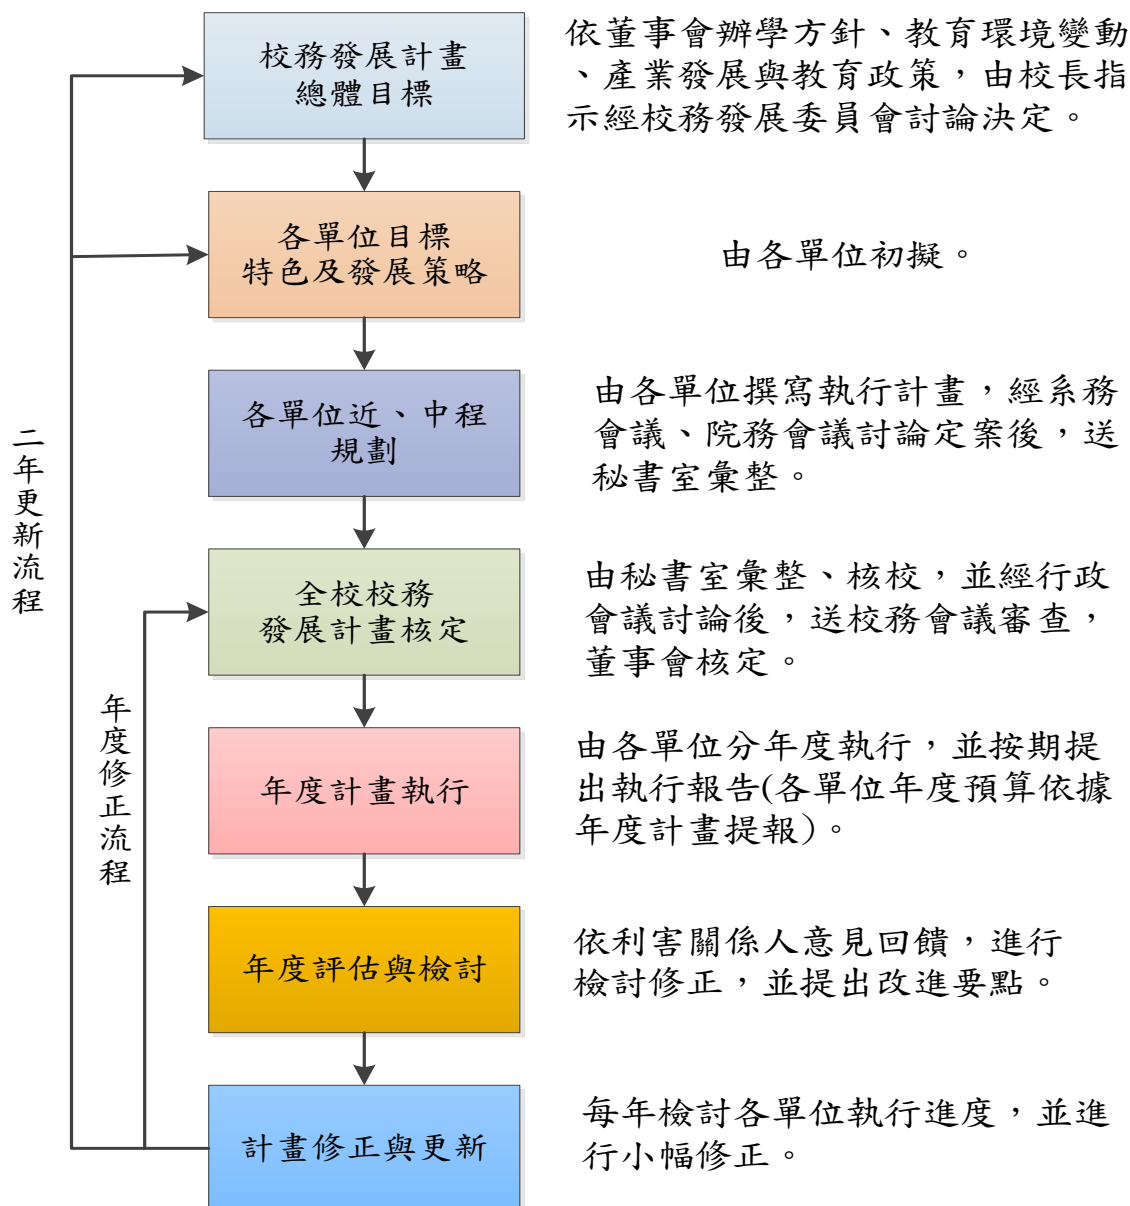 校務發展計畫
總體目標
依董事會辦學方針、教育環境變動
、產業發展與教育政策，由校長指
示經校務發展委員會討論決定。
各單位目標
特色及發展策略
由各單位初擬。
各單位近、中程
規劃
由各單位撰寫執行計畫，經系務
會議、院務會議討論定案後，送
秘書室彙整。
全校校務
發展計畫核定
由秘書室彙整、核校，並經行政
會議討論後，送校務會議審查，
董事會核定。
年度計畫執行
由各單位分年度執行，並按期提
出執行報告(各單位年度預算依據
年度計畫提報)。
年度評估與檢討
依利害關係人意見回饋，進行
檢討修正，並提出改進要點。
計畫修正與更新
每年檢討各單位執行進度，並進
行小幅修正。
二年更新流程
年度修正流程